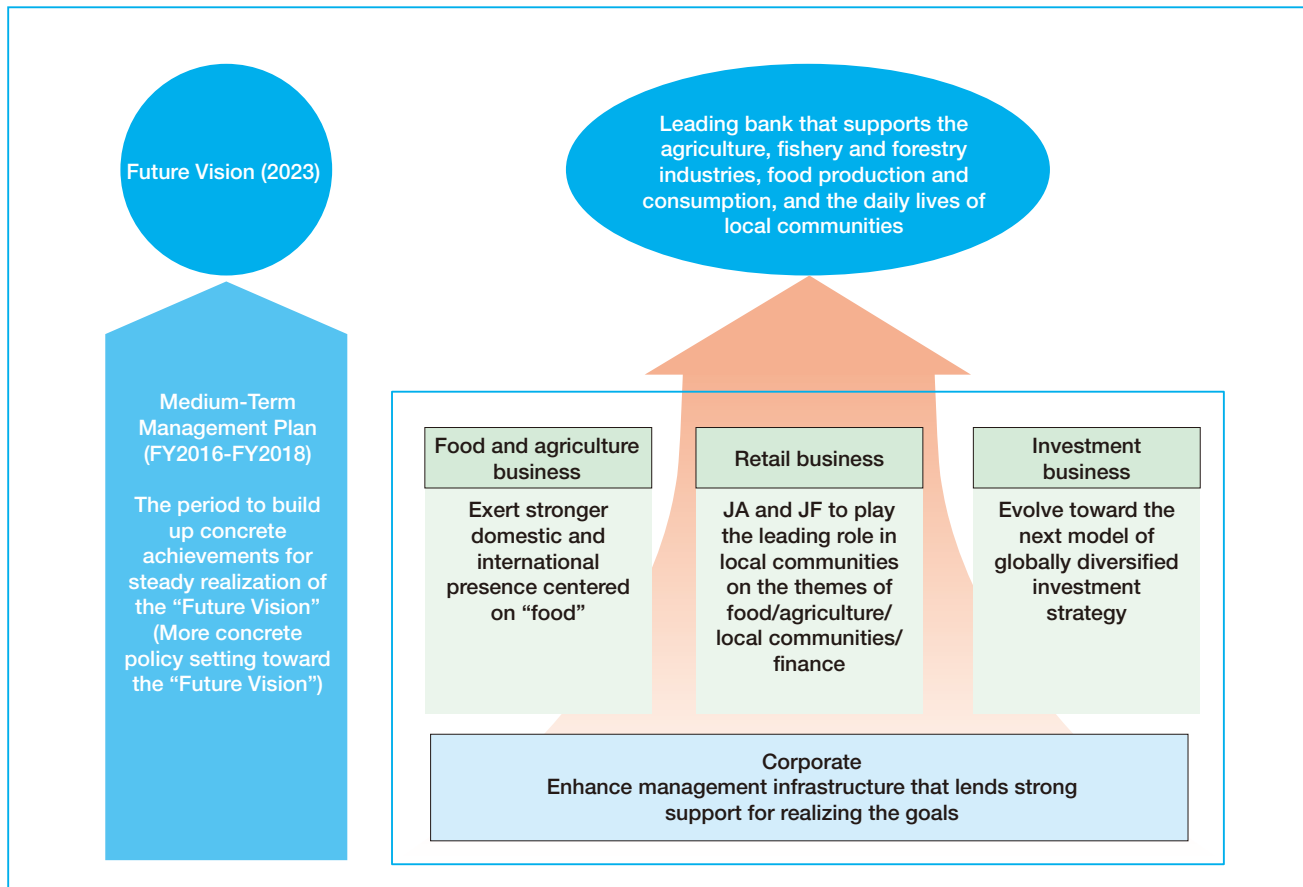 Future Vision (2023)
Leading bank that supports the
agriculture, fishery and forestry
industries, food production and
consumption, and the daily lives of
local communities
Medium-Term
Management Plan
(FY2016-FY2018)
The period to build
up concrete
achievements for
steady realization of
the “Future Vision”
(More concrete
policy setting toward
the “Future Vision”)
Food and agriculture
business
Exert stronger
domestic and
international
presence centered
on “food”
Retail business
JA and JF to play
the leading role in
local communities
on the themes of
food/agriculture/
local communities/
finance
Investment
business
Evolve toward the
next model of
globally diversified
investment
strategy
Corporate
Enhance management infrastructure that lends strong
support for realizing the goals